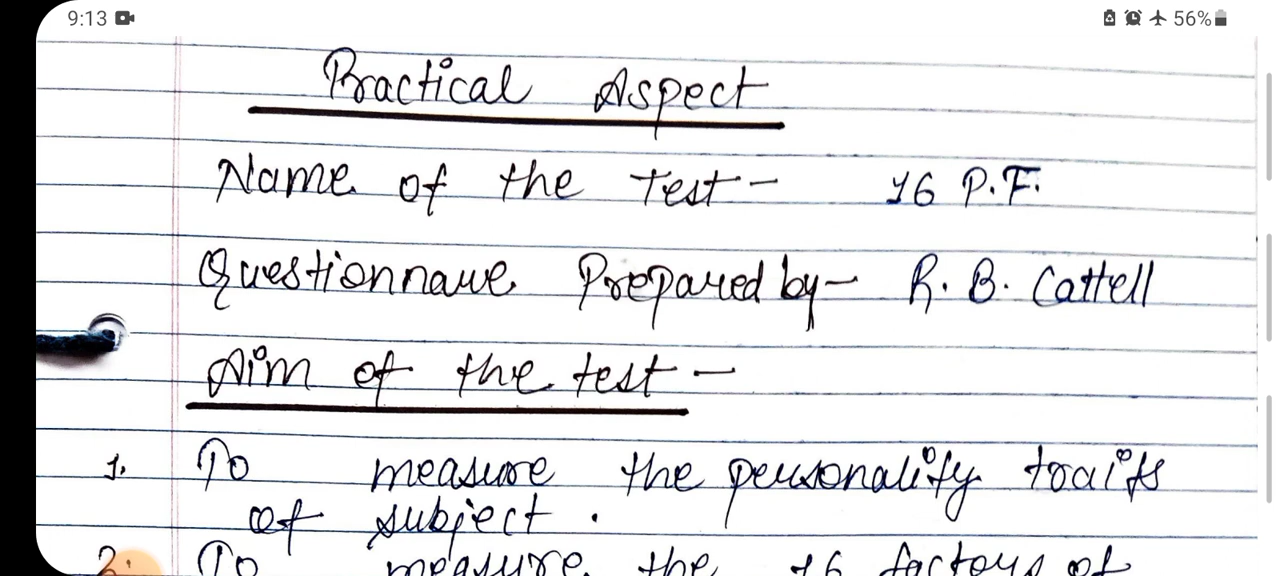 9:13
56%
Practical Aspect
Name of the Test- 16 P.F.
Questionnaire Prepared by- R. B. Cattell
Aim of the test-
1. To measure the personality traits
of subject.
2. To measure the 16 factors of